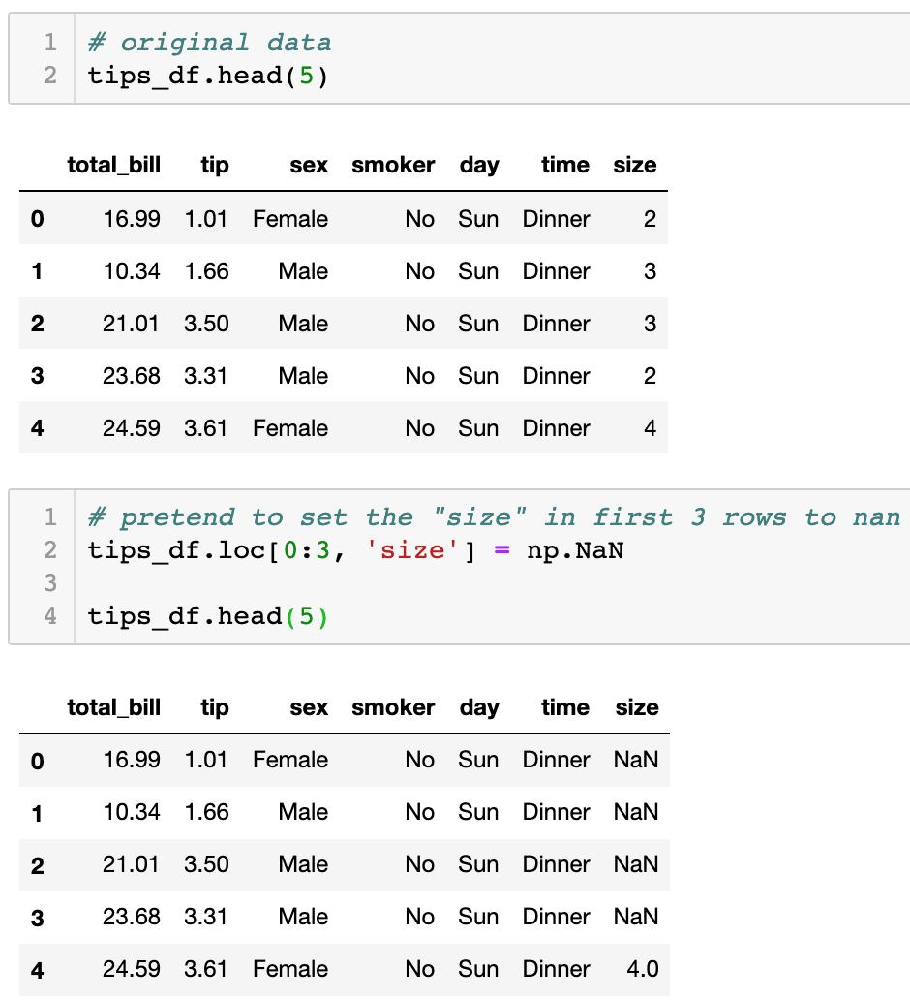 1 # original data
2 tips_df.head(5)
total_bill tip sex smoker day time size
0 16.99 1.01 Female No Sun Dinner 2
1 10.34 1.66 Male No Sun Dinner 3
2 21.01 3.50 Male No Sun Dinner 3
3 23.68 3.31 Male No Sun Dinner 2
4 24.59 3.61 Female No Sun Dinner 4
1 # pretend to set the "size" in first 3 rows to nan
2 tips_df.loc[0:3, 'size'] = np.NaN
3
4 tips_df.head(5)
total_bill tip sex smoker day time size
0 16.99 1.01 Female No Sun Dinner NaN
1 10.34 1.66 Male No Sun Dinner NaN
2 21.01 3.50 Male No Sun Dinner NaN
3 23.68 3.31 Male No Sun Dinner NaN
4 24.59 3.61 Female No Sun Dinner 4.0